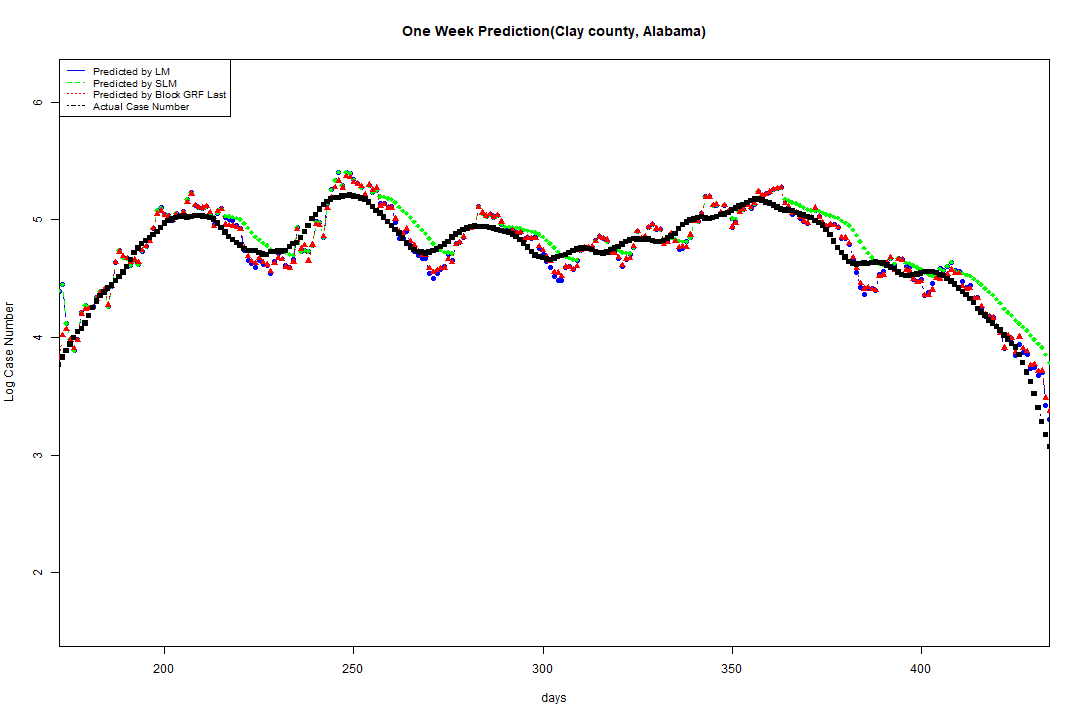 One Week Prediction(Clay county, Alabama)
Predicted by LM
Predicted by SLM
Predicted by Block GRF Last
Actual Case Number
6
5
4
3
2
Log Case Number
200 250 300 350 400
days